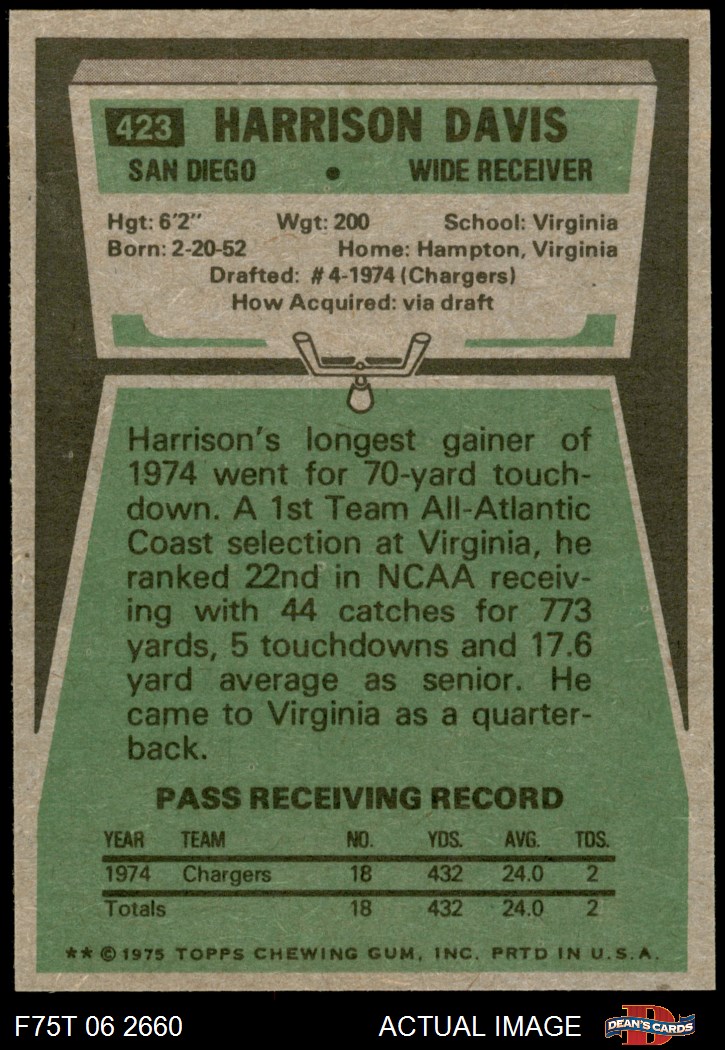 423 HARRISON DAVIS
SAN DIEGO • WIDE RECEIVER
Hgt: 6'2" Wgt: 200 School: Virginia
Born: 2-20-52 Home: Hampton, Virginia
Drafted: #4-1974 (Chargers)
How Acquired: via draft
Harrison's longest gainer of
1974 went for 70-yard touch-
down. A 1st Team All-Atlantic
Coast selection at Virginia, he
ranked 22nd in NCAA receiv-
ing with 44 catches for 773
yards, 5 touchdowns and 17.6
yard average as senior. He
came to Virginia as a quarter-
back.
PASS RECEIVING RECORD
YEAR TEAM NO. YDS. AVG. TDS.
1974 Chargers 18 432 24.0 2
Totals 18 432 24.0 2
** © 1975 TOPPS CHEWING GUM, INC. PRTD IN U.S.A.
F75T 06 2660 ACTUAL IMAGE D DEAN'S CARDS